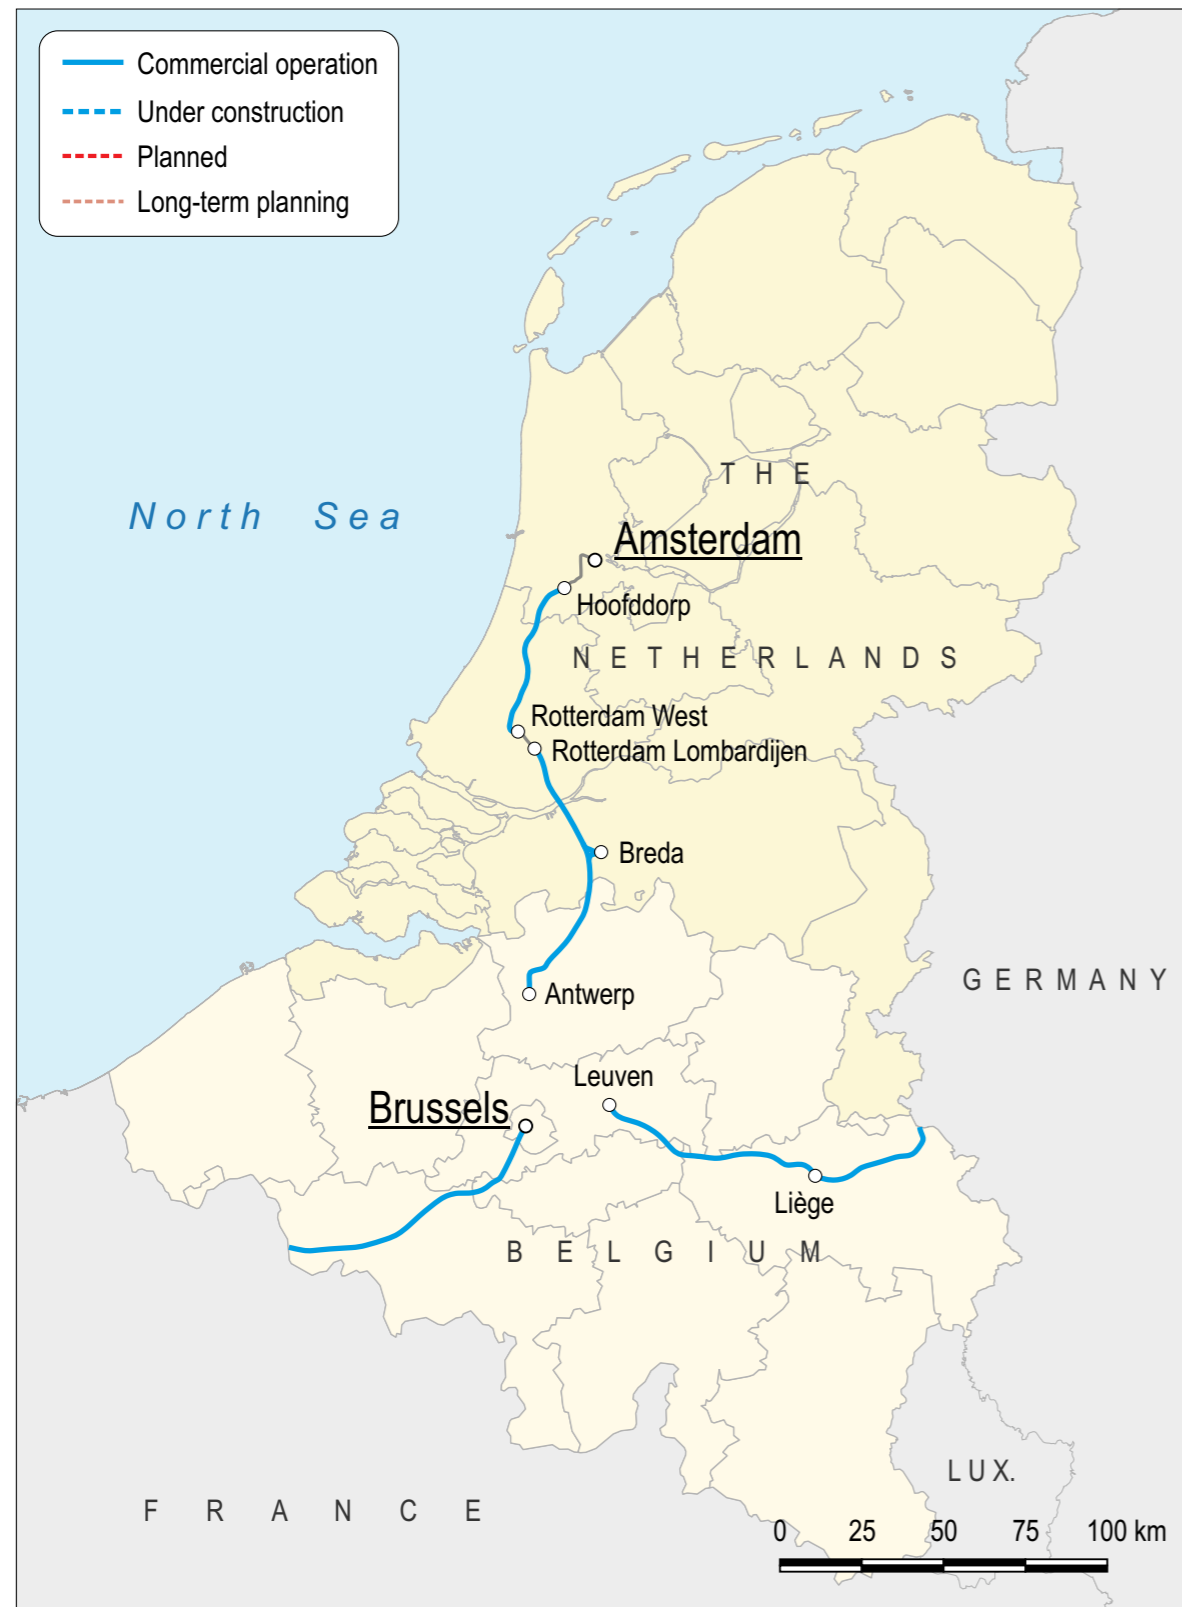 Commercial operation
Under construction
Planned
Long-term planning
THE
North Sea
Amsterdam
Hoofddorp
NETHERLANDS
Rotterdam West
Rotterdam Lombardijen
Breda
GERMANY
Antwerp
Leuven
Brussels
Liège
BELGIUM
LUX.
FRANCE
0 25 50 75 100 km